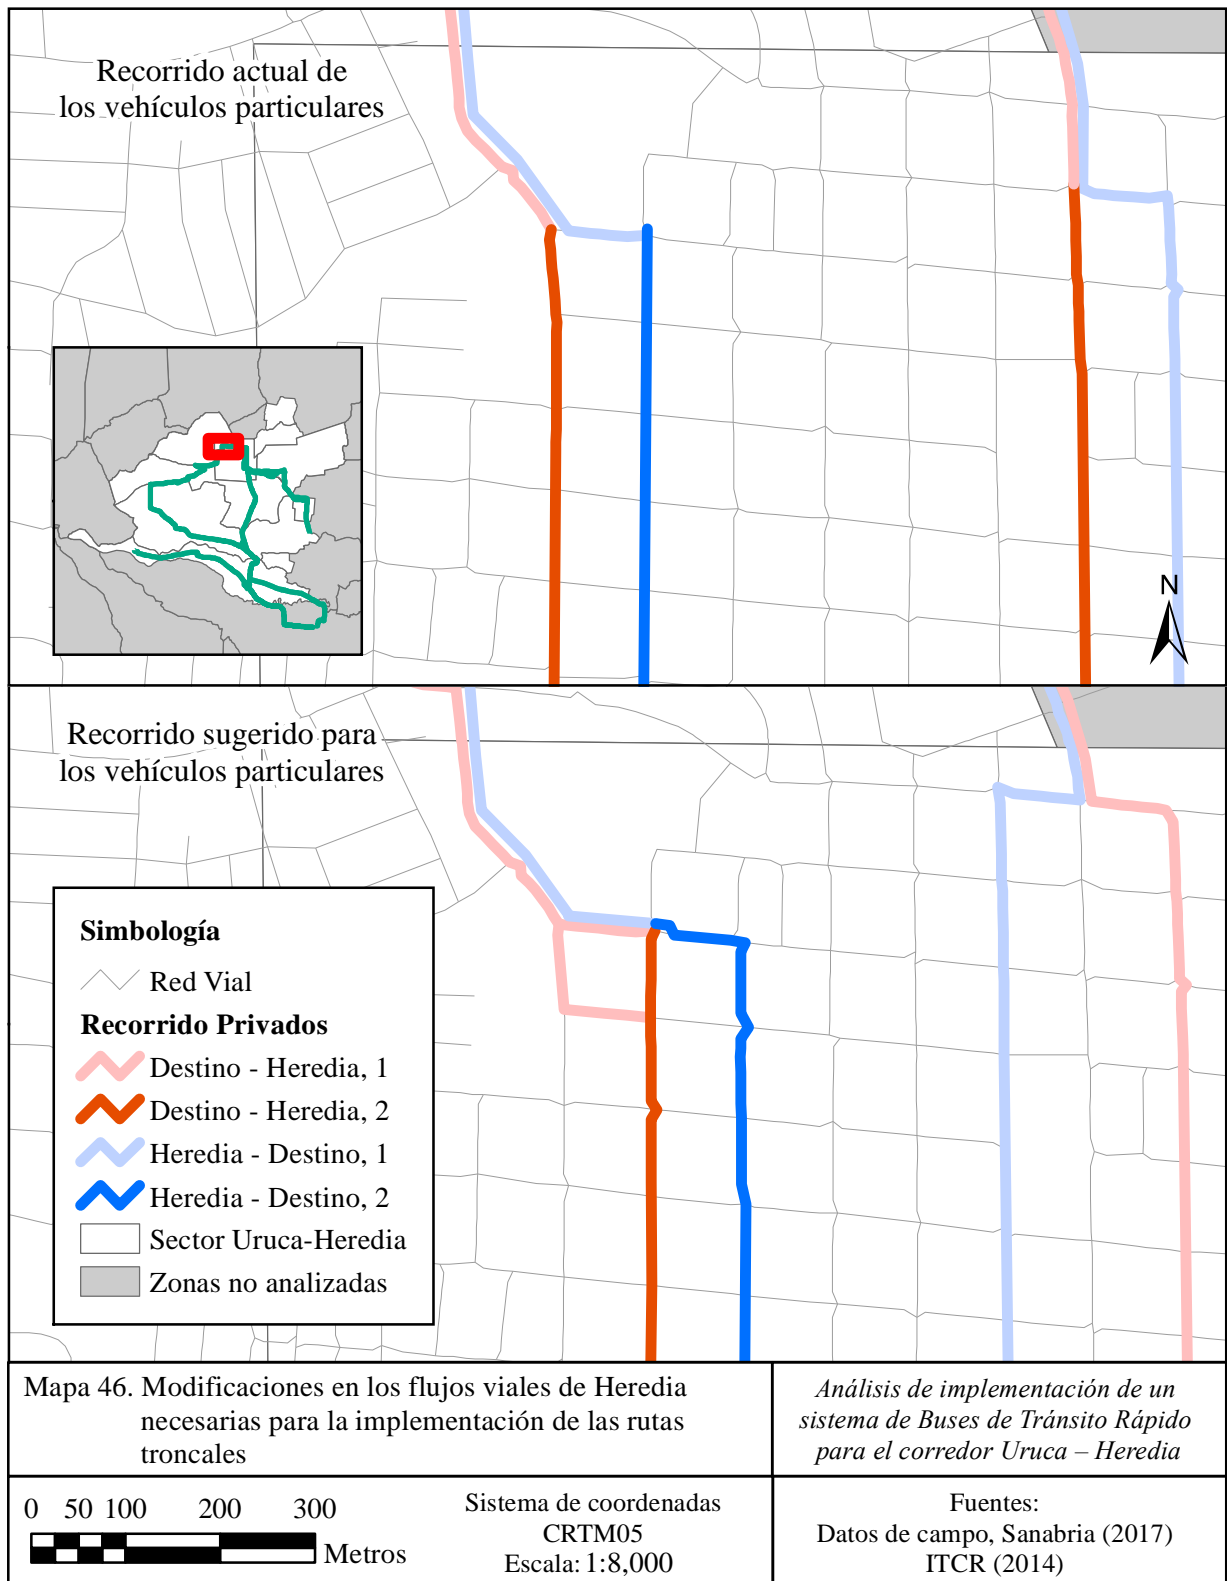 Recorrido actual de
los vehículos particulares
N
Recorrido sugerido para
los vehículos particulares
Simbología
Red Vial
Recorrido Privados
Destino - Heredia, 1
Destino - Heredia, 2
Heredia - Destino, 1
Heredia - Destino, 2
Sector Uruca-Heredia
Zonas no analizadas
Mapa 46. Modificaciones en los flujos viales de Heredia
necesarias para la implementación de las rutas
troncales
Análisis de implementación de un
sistema de Buses de Tránsito Rápido
para el corredor Uruca – Heredia
0 50 100 200 300
Metros
Sistema de coordenadas
CRTM05
Escala: 1:8,000
Fuentes:
Datos de campo, Sanabria (2017)
ITCR (2014)